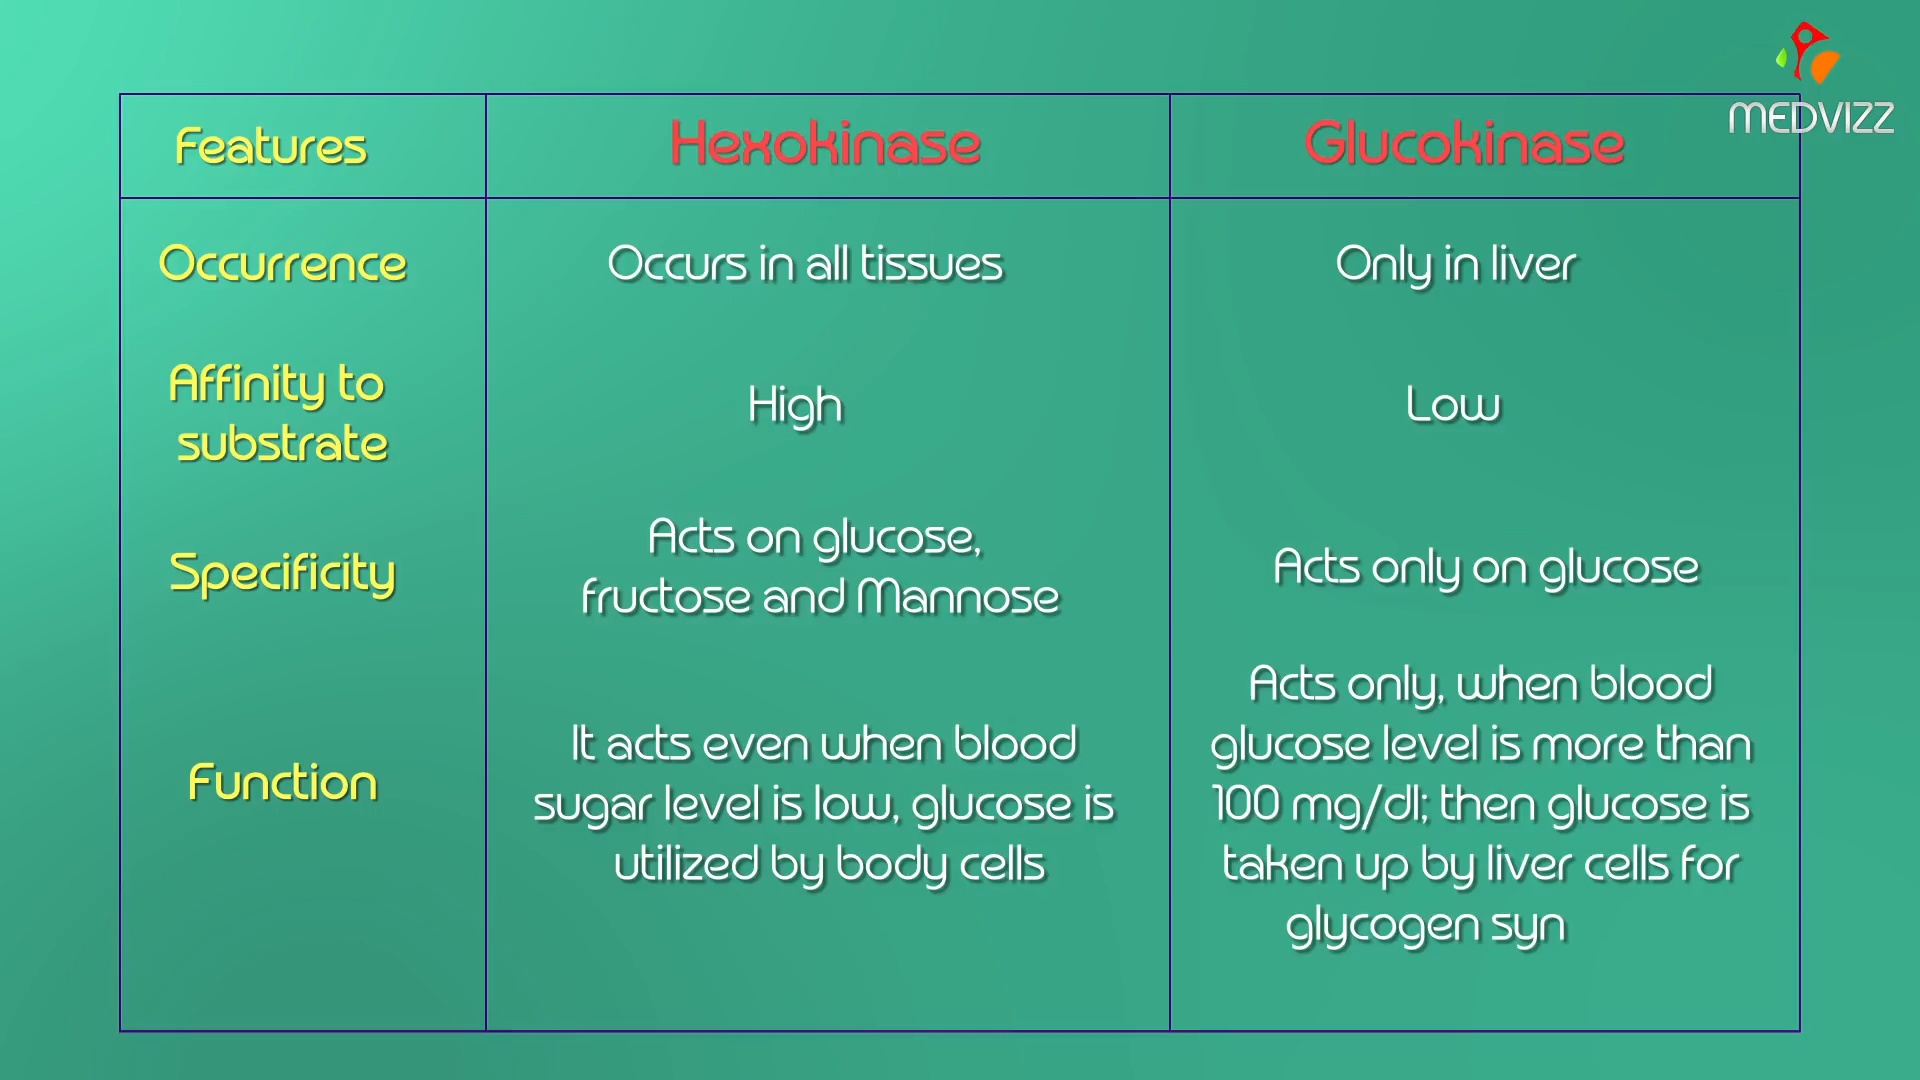 MEDVIZZ
Features
Hexokinase
Glucokinase
Occurrence
Occurs in all tissues
Only in liver
Affinity to
substrate
High
Low
Specificity
Acts on glucose,
fructose and Mannose
Acts only on glucose
Function
It acts even when blood
sugar level is low, glucose is
utilized by body cells
Acts only, when blood
glucose level is more than
100 mg/dl; then glucose is
taken up by liver cells for
glycogen syn